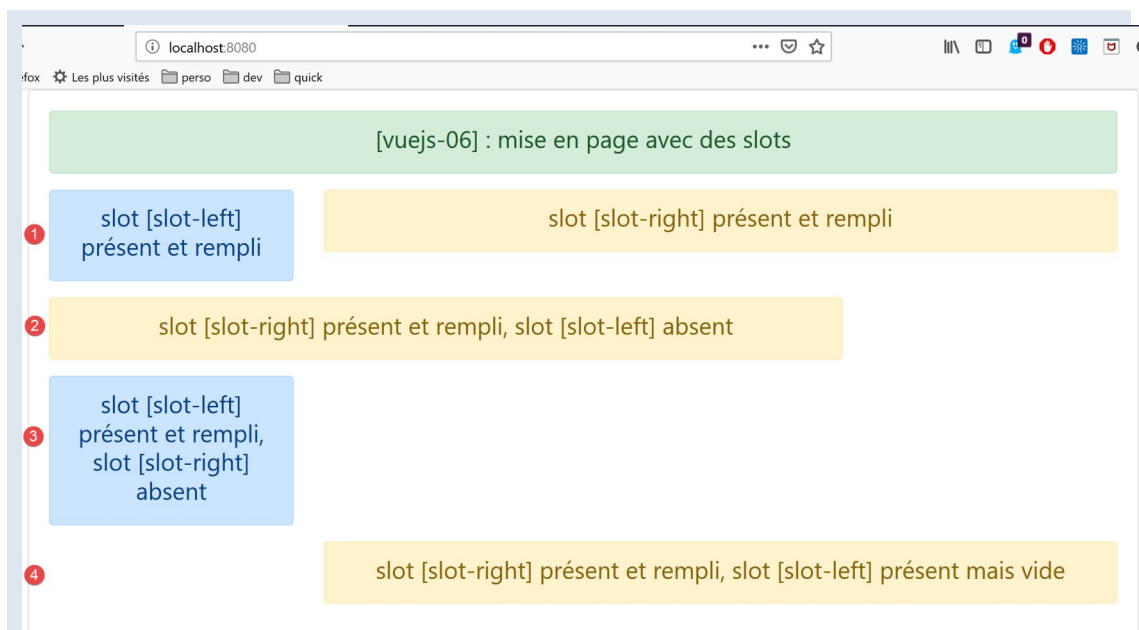 localhost:8080
0
fox Les plus visités perso dev quick
[vuejs-06] : mise en page avec des slots
1
slot [slot-left]
présent et rempli
slot [slot-right] présent et rempli
2
slot [slot-right] présent et rempli, slot [slot-left] absent
3
slot [slot-left]
présent et rempli,
slot [slot-right]
absent
4
slot [slot-right] présent et rempli, slot [slot-left] présent mais vide